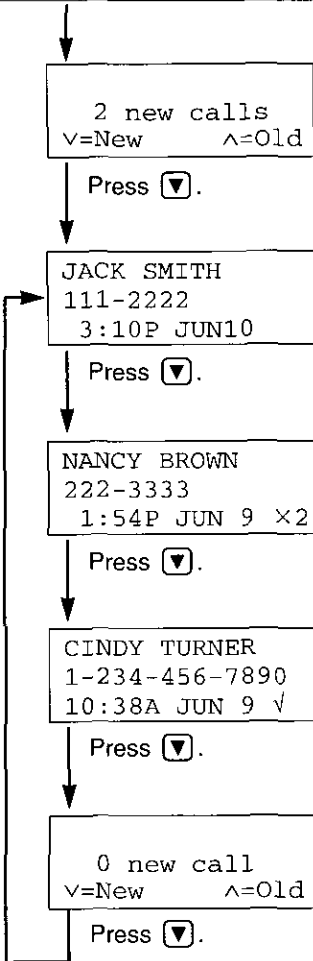 2 new calls
∨=New ∧=Old
Press ▼.
JACK SMITH
111-2222
3:10P JUN10
Press ▼.
NANCY BROWN
222-3333
1:54P JUN 9 ×2
Press ▼.
CINDY TURNER
1-234-456-7890
10:38A JUN 9 √
Press ▼.
0 new call
∨=New ∧=Old
Press ▼.